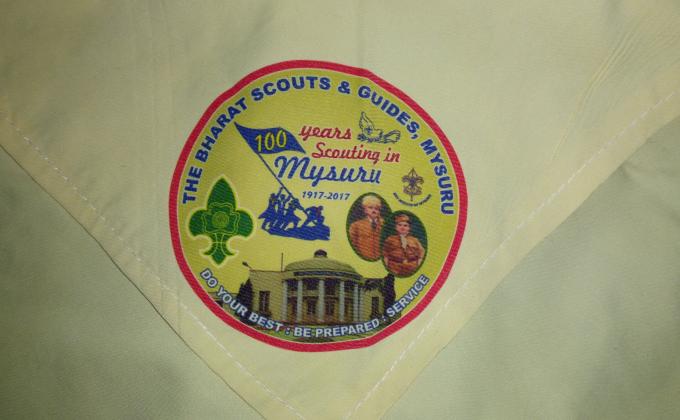 THE BHARAT SCOUTS & GUIDES, MYSURU
100
years
Scouting in
Mysuru
1917-2017
DO YOUR BEST : BE PREPARED : SERVICE